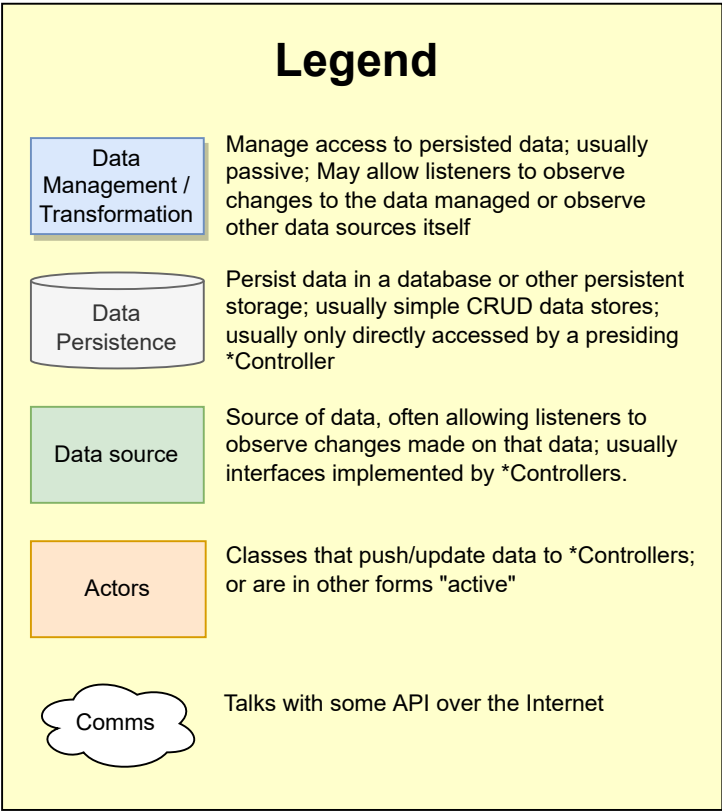 Legend
Data
Management /
Transformation
Manage access to persisted data; usually
passive; May allow listeners to observe
changes to the data managed or observe
other data sources itself
Data
Persistence
Persist data in a database or other persistent
storage; usually simple CRUD data stores;
usually only directly accessed by a presiding
*Controller
Data source
Source of data, often allowing listeners to
observe changes made on that data; usually
interfaces implemented by *Controllers.
Actors
Classes that push/update data to *Controllers;
or are in other forms "active"
Comms
Talks with some API over the Internet